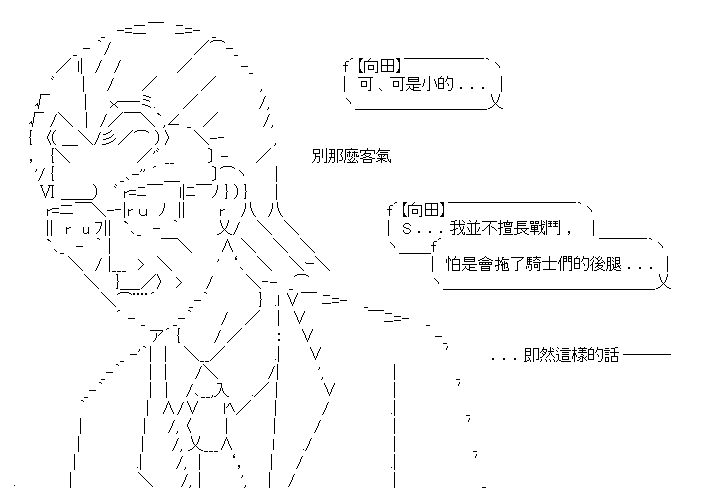 【向田】
可、可是小的...
別那麼客氣
【向田】
S...我並不擅長戰鬥，
怕是會拖了騎士們的後腿...
...即然這樣的話───